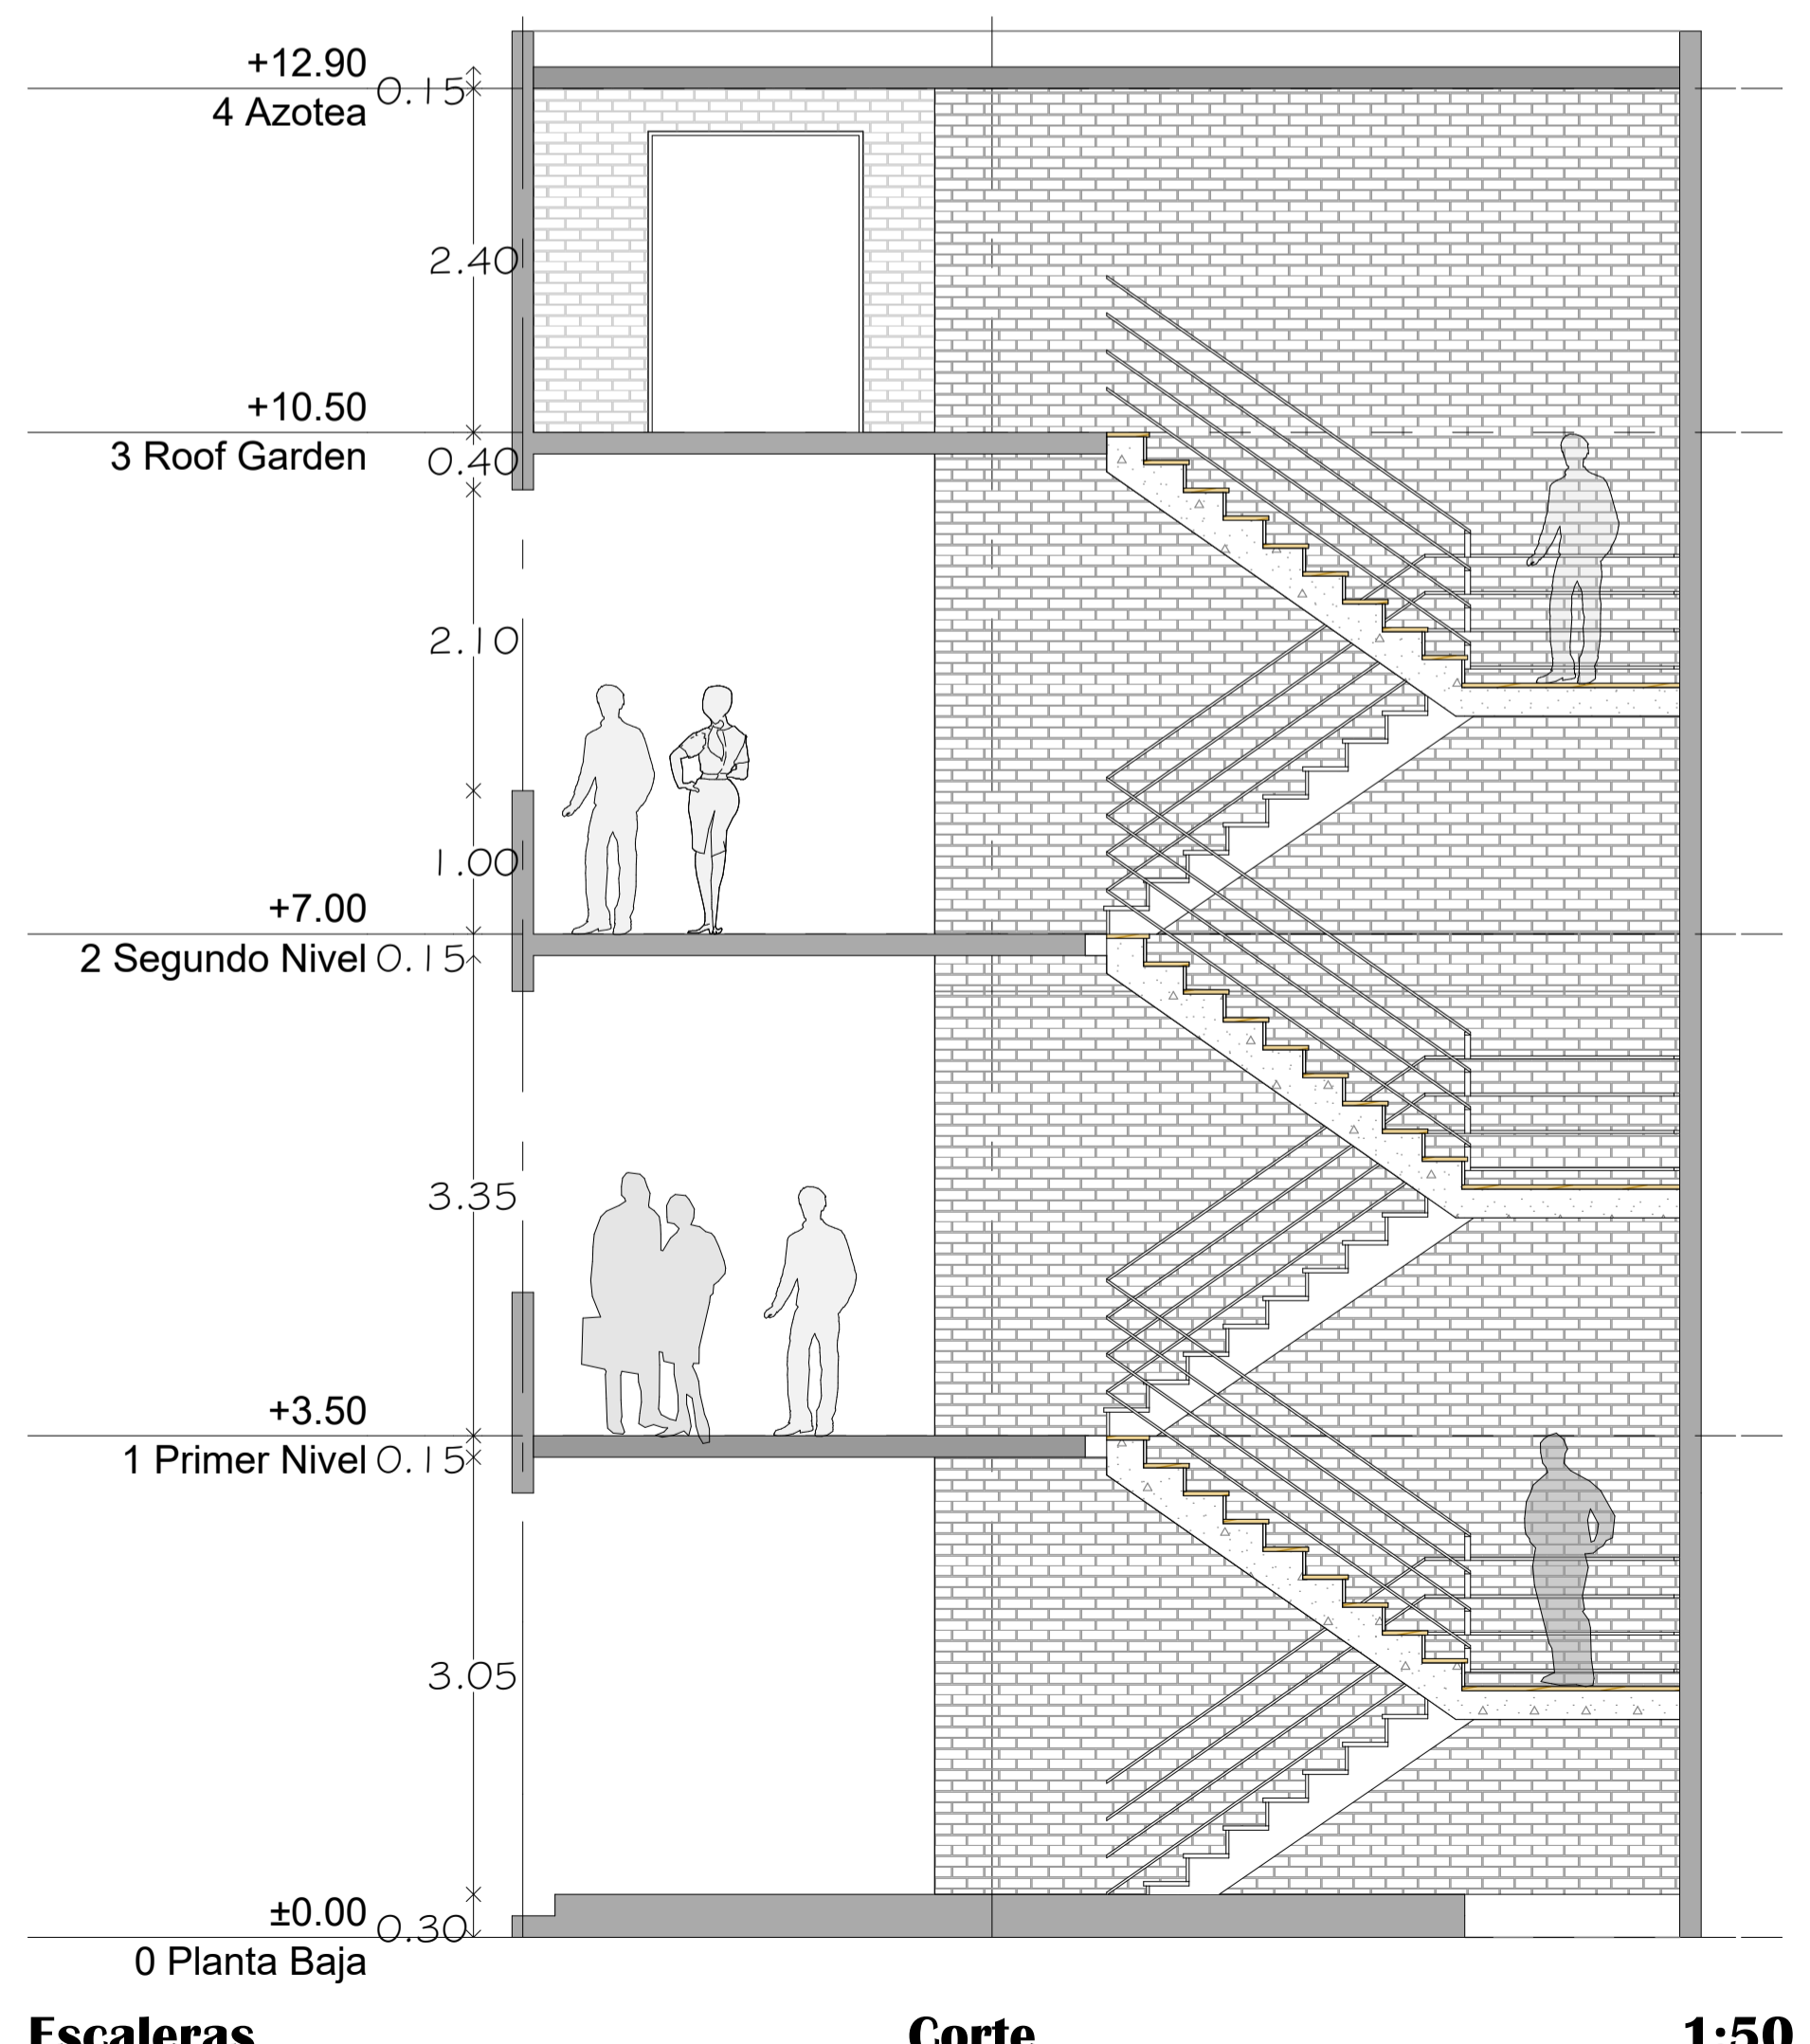 +12.90
0.15
4 Azotea
2.40
+10.50
3 Roof Garden
0.40
2.10
1.00
+7.00
2 Segundo Nivel
0.15
3.35
+3.50
1 Primer Nivel
0.15
3.05
±0.00
0.30
0 Planta Baja
Escaleras
Corte
1:50